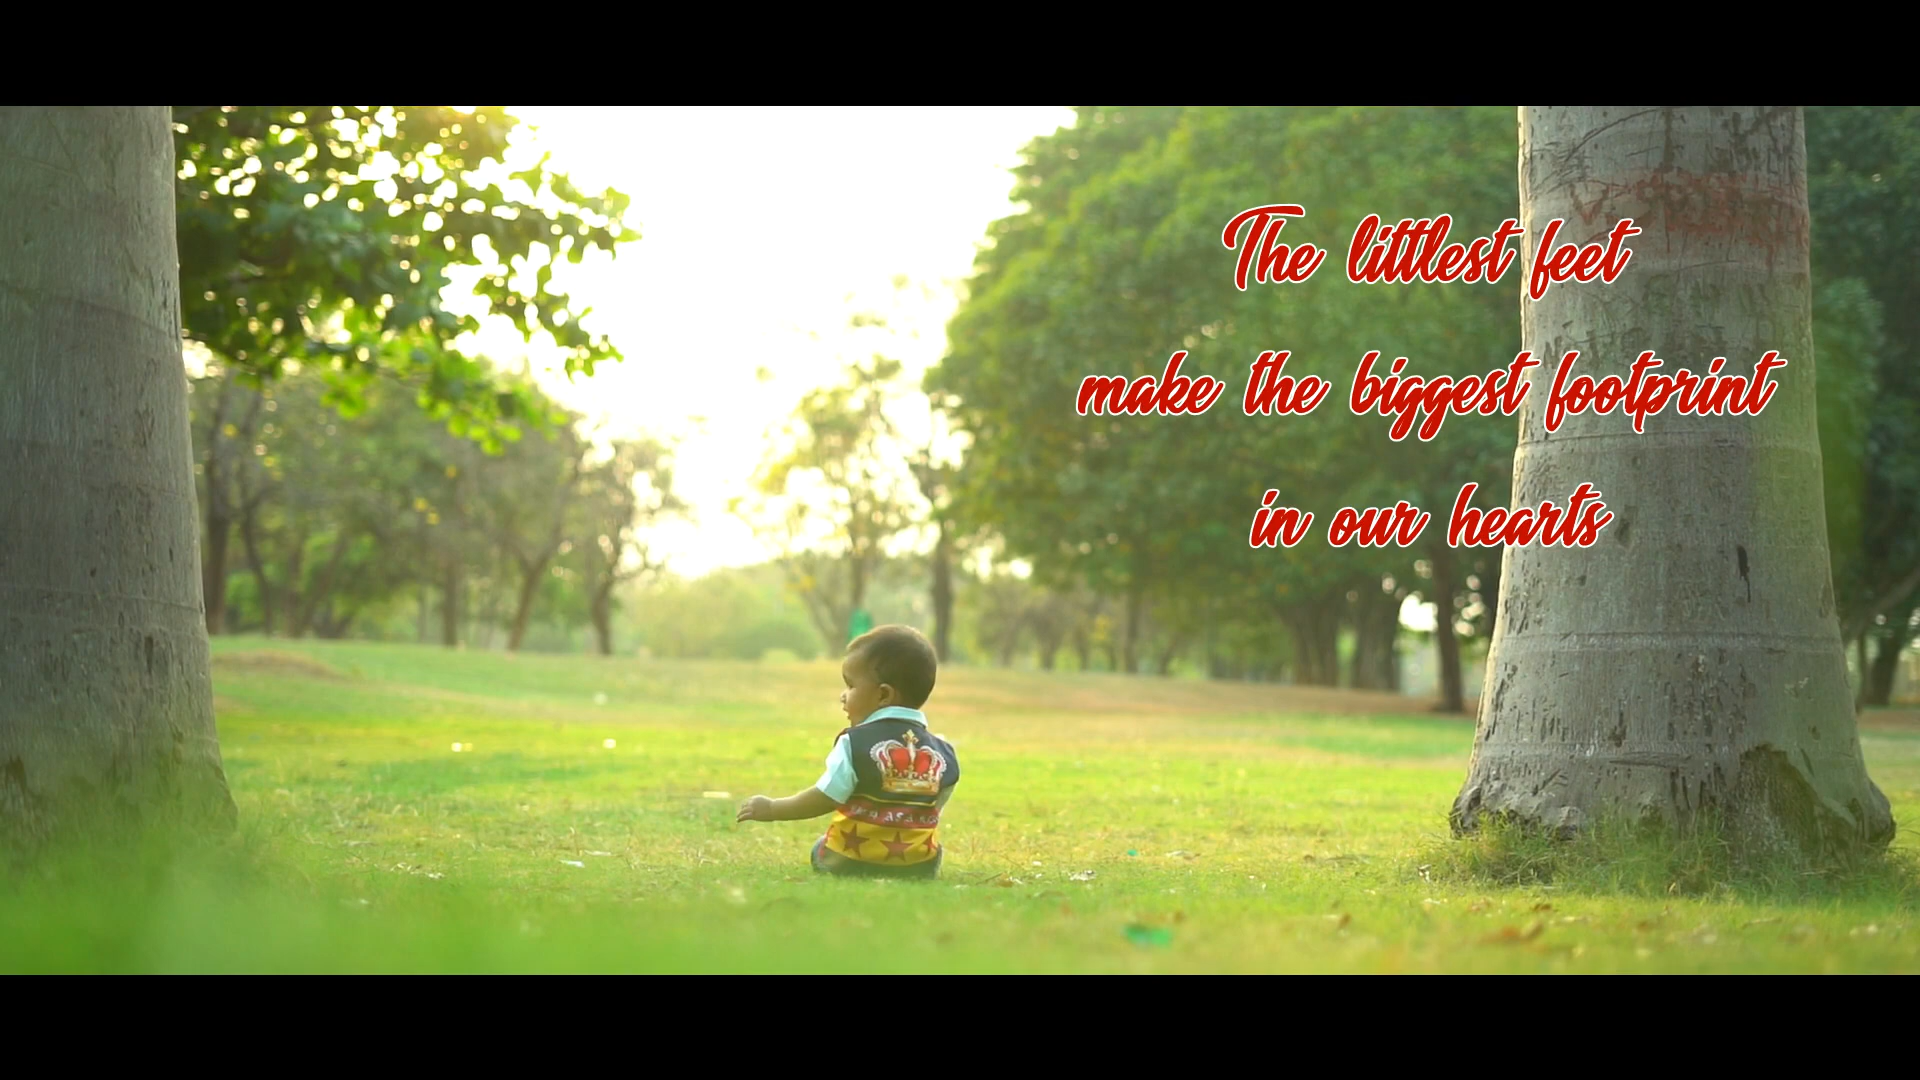 The littlest feet
make the biggest footprint
in our hearts